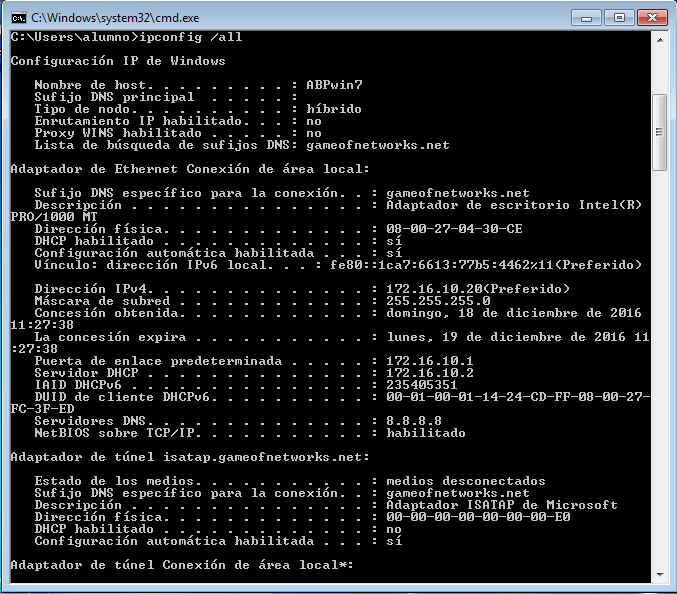 C:\Windows\system32\cmd.exe
C:\Users\alumno>ipconfig /all
Configuración IP de Windows
Nombre de host. . . . . . . . . : ABPwin7
Sufijo DNS principal . . . . . :
Tipo de nodo. . . . . . . . . . : híbrido
Enrutamiento IP habilitado. . . : no
Proxy WINS habilitado . . . . . : no
Lista de búsqueda de sufijos DNS: gameofnetworks.net
Adaptador de Ethernet Conexión de área local:
Sufijo DNS específico para la conexión. . : gameofnetworks.net
Descripción . . . . . . . . . . . . . . . : Adaptador de escritorio Intel(R)
PRO/1000 MT
Dirección física. . . . . . . . . . . . . : 08-00-27-04-30-CE
DHCP habilitado . . . . . . . . . . . . . : sí
Configuración automática habilitada . . . : sí
Vínculo: dirección IPv6 local. . . : fe80::1ca7:6613:77b5:4462%11(Preferido)
Dirección IPv4. . . . . . . . . . . . . . : 172.16.10.20(Preferido)
Máscara de subred . . . . . . . . . . . . : 255.255.255.0
Concesión obtenida. . . . . . . . . . . . : domingo, 18 de diciembre de 2016
11:27:38
La concesión expira . . . . . . . . . . . : lunes, 19 de diciembre de 2016 11
:27:38
Puerta de enlace predeterminada . . . . . : 172.16.10.1
Servidor DHCP . . . . . . . . . . . . . . : 172.16.10.2
IAID DHCPv6 . . . . . . . . . . . . . . . : 235405351
DUID de cliente DHCPv6. . . . . . . . . . : 00-01-00-01-14-24-CD-FF-08-00-27-
FC-3F-ED
Servidores DNS. . . . . . . . . . . . . . : 8.8.8.8
NetBIOS sobre TCP/IP. . . . . . . . . . . : habilitado
Adaptador de túnel isatap.gameofnetworks.net:
Estado de los medios. . . . . . . . . . . : medios desconectados
Sufijo DNS específico para la conexión. . : gameofnetworks.net
Descripción . . . . . . . . . . . . . . . : Adaptador ISATAP de Microsoft
Dirección física. . . . . . . . . . . . . : 00-00-00-00-00-00-00-E0
DHCP habilitado . . . . . . . . . . . . . : no
Configuración automática habilitada . . . : sí
Adaptador de túnel Conexión de área local*: